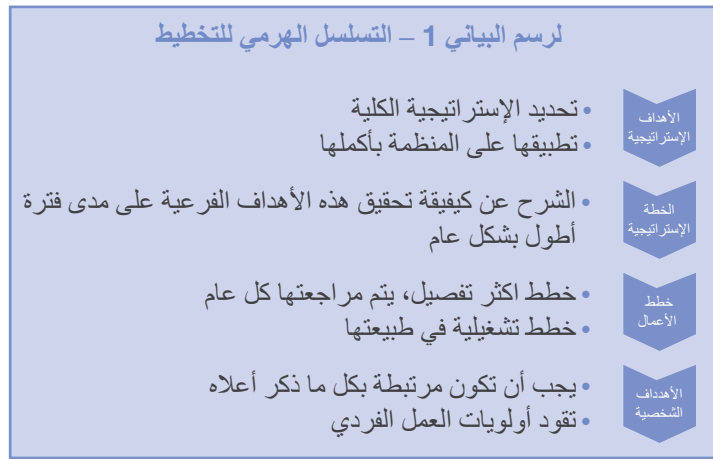 لرسم البياني 1 – التسلسل الهرمي للتخطيط
الأهداف
الإستراتيجية
• تحديد الإستراتيجية الكلية
• تطبيقها على المنظمة بأكملها
الخطة
الإستراتيجية
• الشرح عن كيفيقة تحقيق هذه الأهداف الفرعية على مدى فترة
أطول بشكل عام
خطط
الأعمال
• خطط اكثر تفصيل، يتم مراجعتها كل عام
• خطط تشغيلية في طبيعتها
الأهدداف
الشخصية
• يجب أن تكون مرتبطة بكل ما ذكر أعلاه
• تقود أولويات العمل الفردي